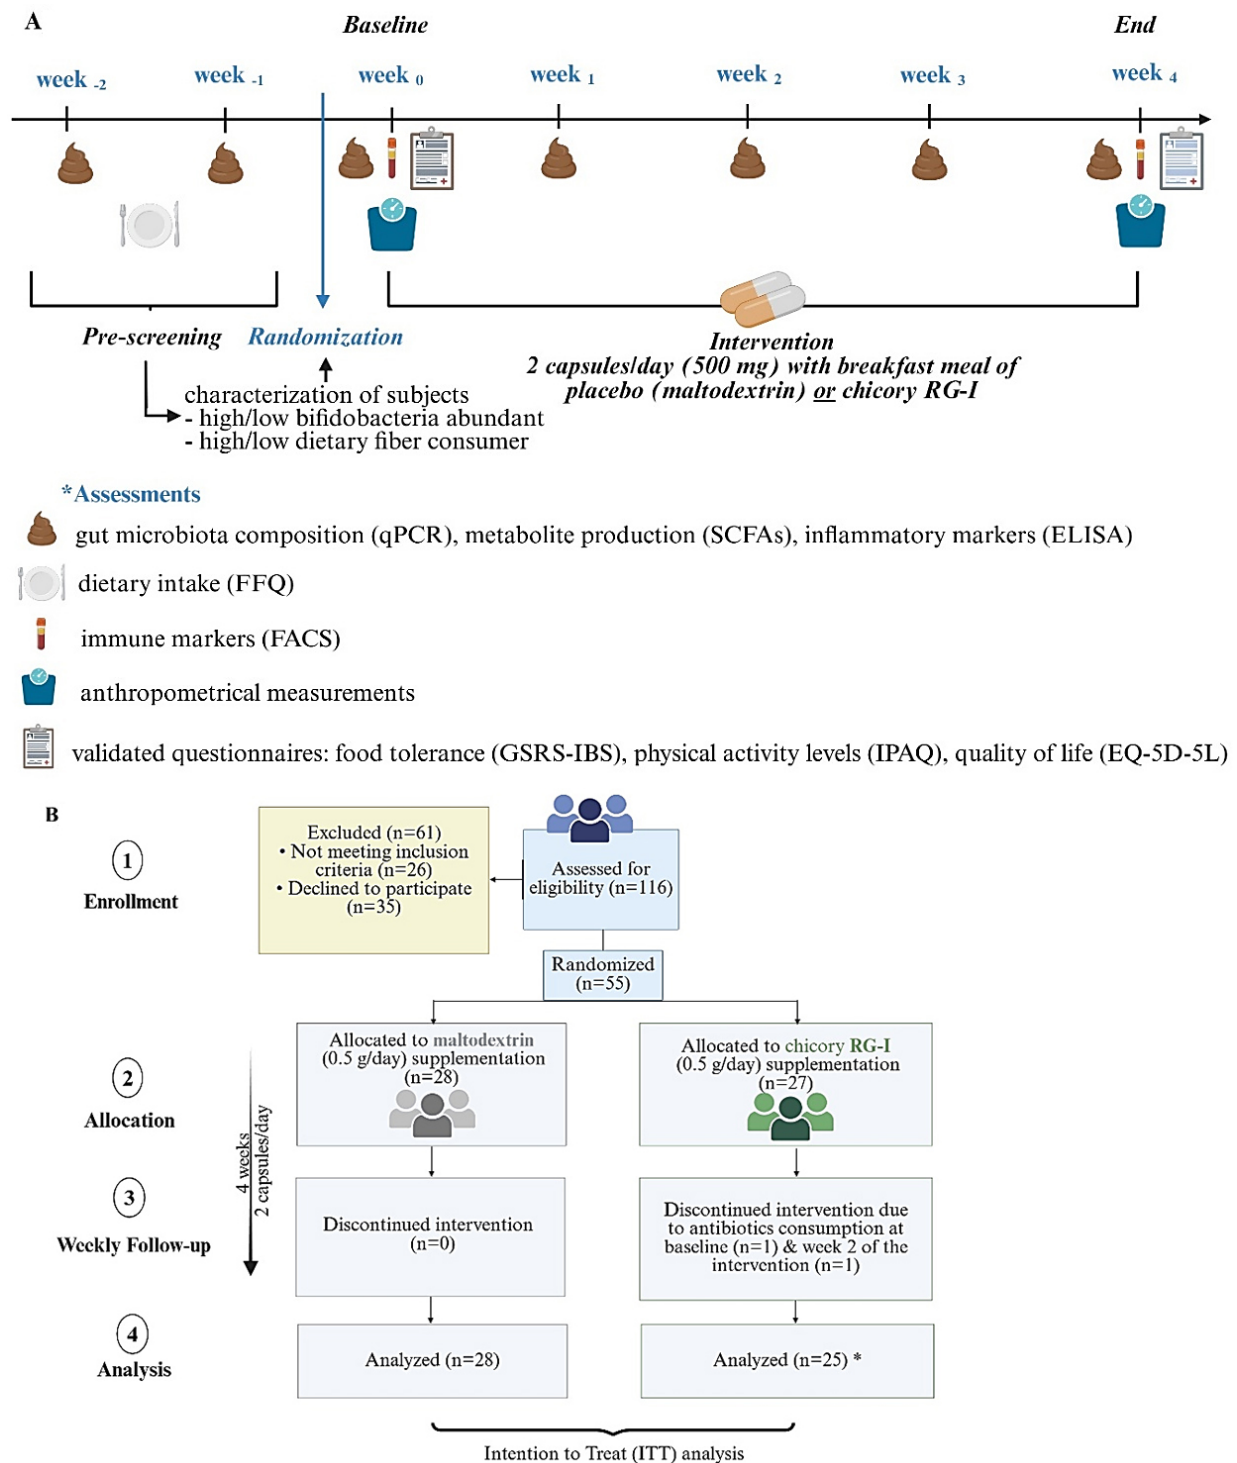 A
Baseline
End
week -2
week -1
week 0
week 1
week 2
week 3
week 4
Pre-screening
Randomization
Intervention
2 capsules/day (500 mg) with breakfast meal of
placebo (maltodextrin) or chicory RG-I
characterization of subjects
- high/low bifidobacteria abundant
- high/low dietary fiber consumer
*Assessments
gut microbiota composition (qPCR), metabolite production (SCFAs), inflammatory markers (ELISA)
dietary intake (FFQ)
immune markers (FACS)
anthropometrical measurements
validated questionnaires: food tolerance (GSRS-IBS), physical activity levels (IPAQ), quality of life (EQ-5D-5L)
B
1
Enrollment
Excluded (n=61)
• Not meeting inclusion
criteria (n=26)
• Declined to participate
(n=35)
Assessed for
eligibility (n=116)
Randomized
(n=55)
2
Allocation
4 weeks
2 capsules/day
Allocated to maltodextrin
(0.5 g/day) supplementation
(n=28)
Allocated to chicory RG-I
(0.5 g/day) supplementation
(n=27)
3
Weekly Follow-up
Discontinued intervention
(n=0)
Discontinued intervention due
to antibiotics consumption at
baseline (n=1) & week 2 of the
intervention (n=1)
4
Analysis
Analyzed (n=28)
Analyzed (n=25) *
Intention to Treat (ITT) analysis